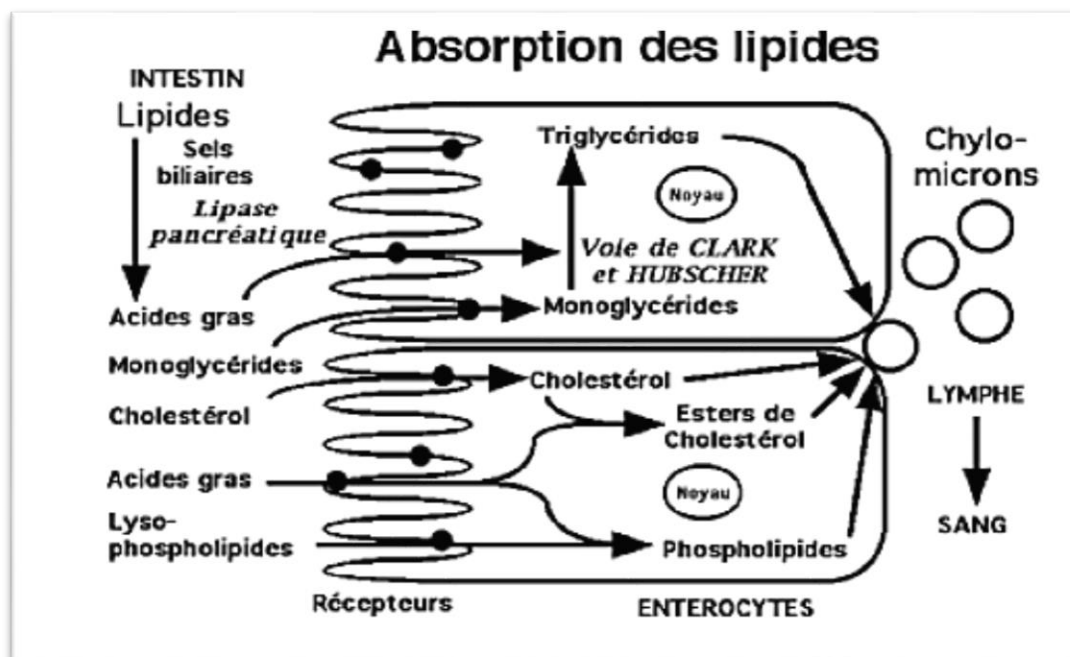 Absorption des lipides
INTESTIN
Lipides
Sels
biliaires
Lipase
pancréatique
Acides gras
Monoglycérides
Cholestérol
Acides gras
Lyso-
phospholipides
Récepteurs
Triglycérides
Noyau
Voie de CLARK
et HUBSCHER
Monoglycérides
Cholestérol
Esters de
Cholestérol
Noyau
Phospholipides
ENTEROCYTES
Chylo-
microns
LYMPHE
SANG